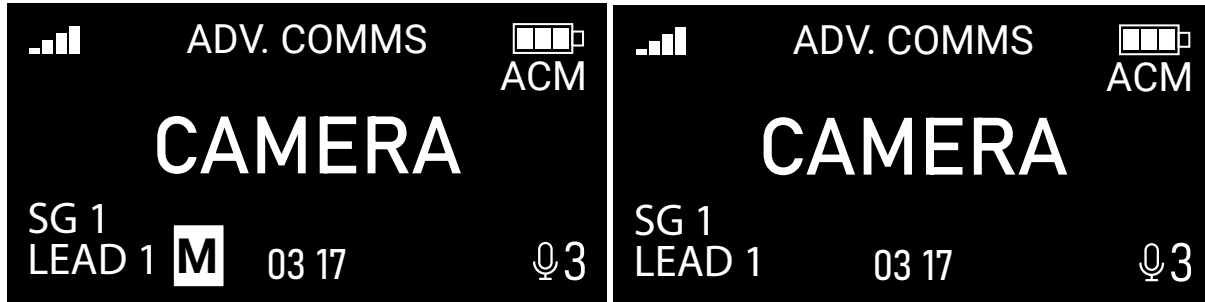 ADV. COMMS
ACM
CAMERA
SG 1
LEAD 1 M 03 17 3
ADV. COMMS
ACM
CAMERA
SG 1
LEAD 1 03 17 3